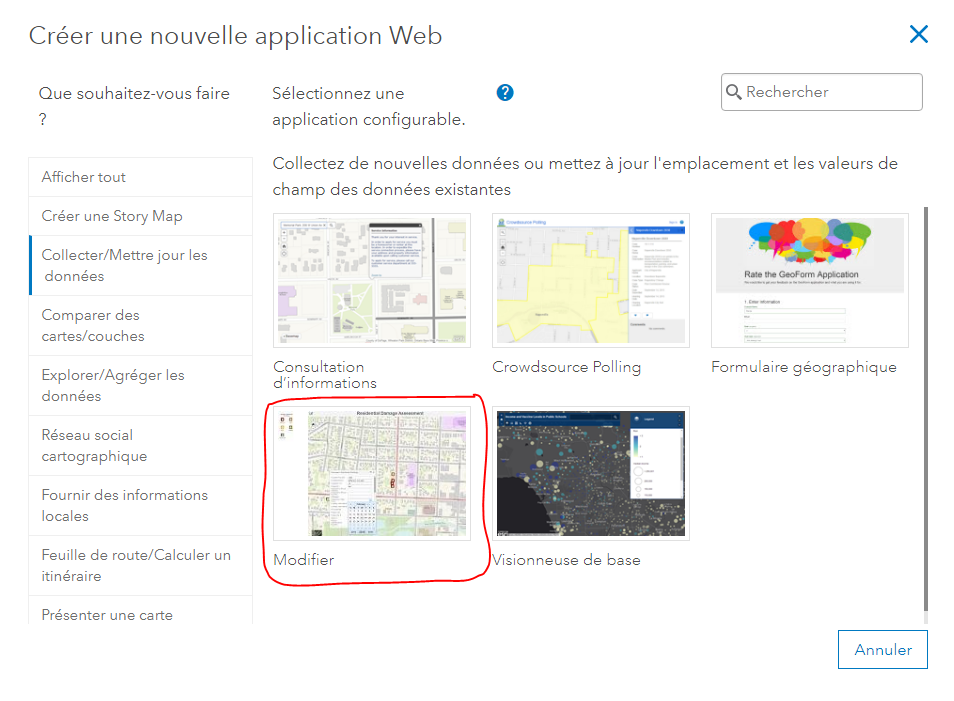 Créer une nouvelle application Web
Que souhaitez-vous faire
?
Sélectionnez une
application configurable.
?
Rechercher
Afficher tout
Créer une Story Map
Collecter/Mettre jour les
données
Comparer des
cartes/couches
Explorer/Agréger les
données
Réseau social
cartographique
Fournir des informations
locales
Feuille de route/Calculer un
itinéraire
Présenter une carte
Collectez de nouvelles données ou mettez à jour l'emplacement et les valeurs de
champ des données existantes
Consultation
d'informations
Crowdsource Polling
Crowdsource Polling
Rate the GeoForm Application
1. Enter Information
Formulaire géographique
Residential Damage Assessment
Modifier
Visionneuse de base
Annuler